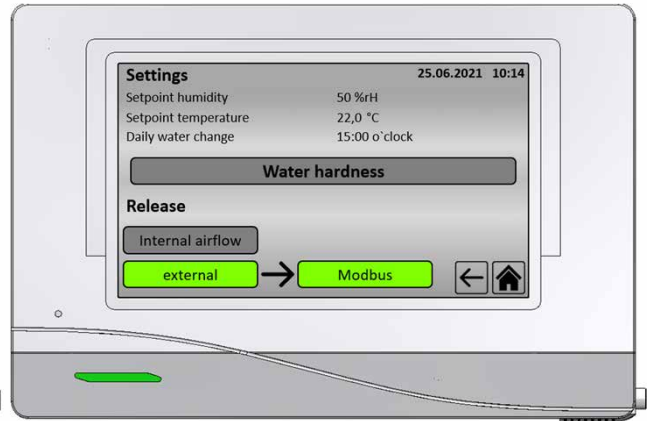 Settings 25.06.2021 10:14
Setpoint humidity 50 %rH
Setpoint temperature 22,0 °C
Daily water change 15:00 o`clock
Water hardness
Release
Internal airflow
external Modbus